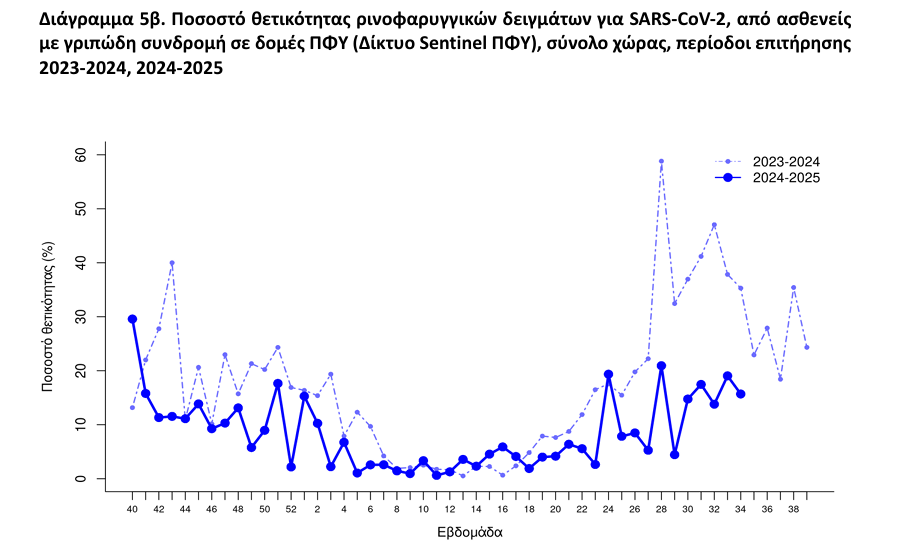 Διάγραμμα 5β. Ποσοστό θετικότητας ρινοφαρυγγικών δειγμάτων για SARS-CoV-2, από ασθενείς
με γριπώδη συνδρομή σε δομές ΠΦΥ (Δίκτυο Sentinel ΠΦΥ), σύνολο χώρας, περίοδοι επιτήρησης
2023-2024, 2024-2025
2023-2024
2024-2025
Ποσοστό θετικότητας (%)
60
50
40
30
20
10
0
40 42 44 46 48 50 52 2 4 6 8 10 12 14 16 18 20 22 24 26 28 30 32 34 36 38
Εβδομάδα